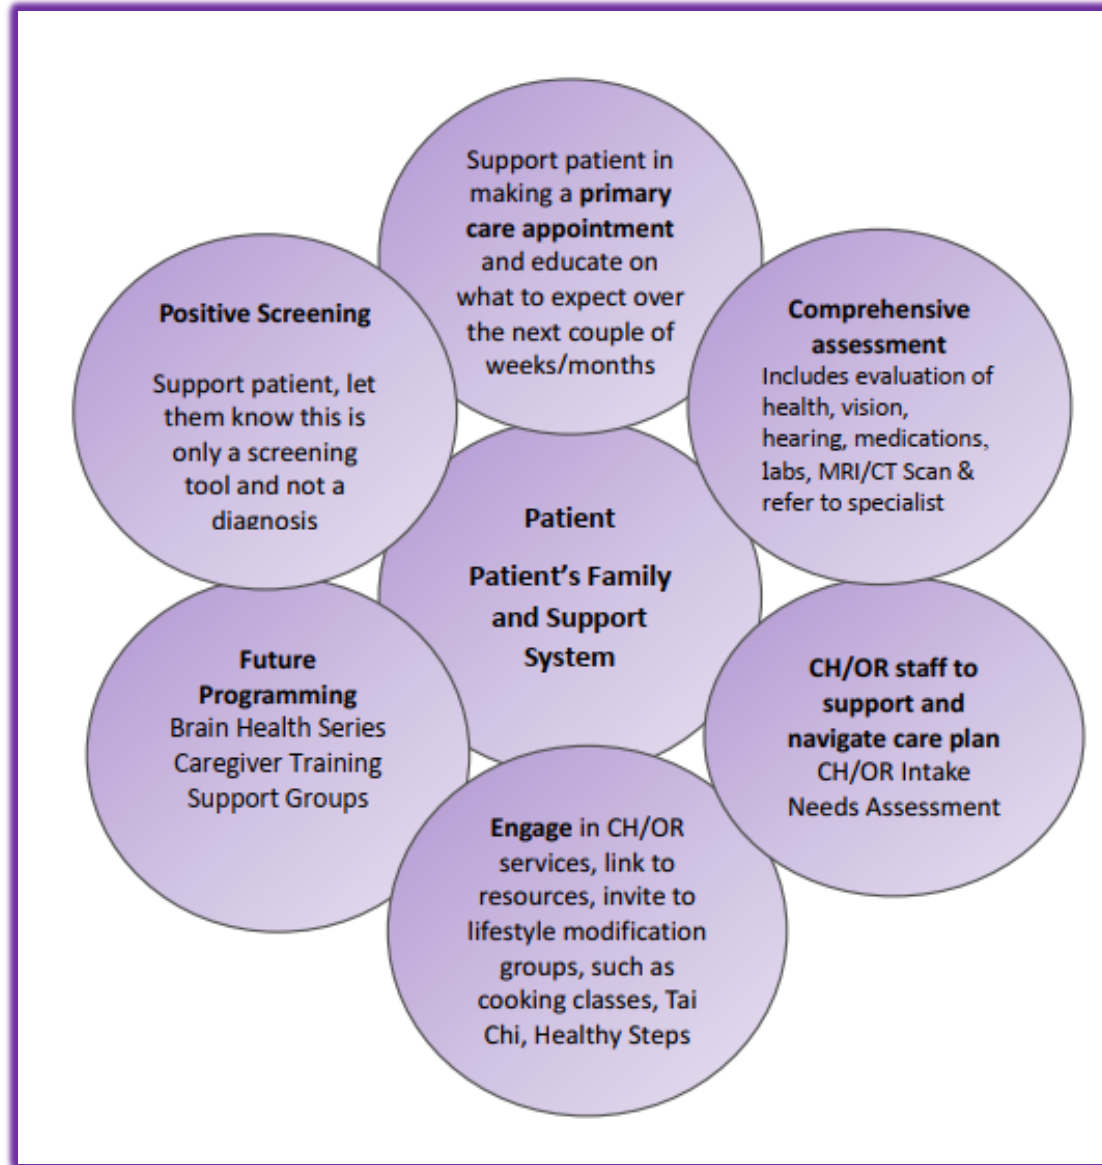 Support patient in
making a primary
care appointment
and educate on
what to expect over
the next couple of
weeks/months
Positive Screening
Support patient, let
them know this is
only a screening
tool and not a
diagnosis
Comprehensive
assessment
Includes evaluation of
health, vision,
hearing, medications,
labs, MRI/CT Scan &
refer to specialist
Patient
Patient’s Family
and Support
System
Future
Programming
Brain Health Series
Caregiver Training
Support Groups
CH/OR staff to
support and
navigate care plan
CH/OR Intake
Needs Assessment
Engage in CH/OR
services, link to
resources, invite to
lifestyle modification
groups, such as
cooking classes, Tai
Chi, Healthy Steps